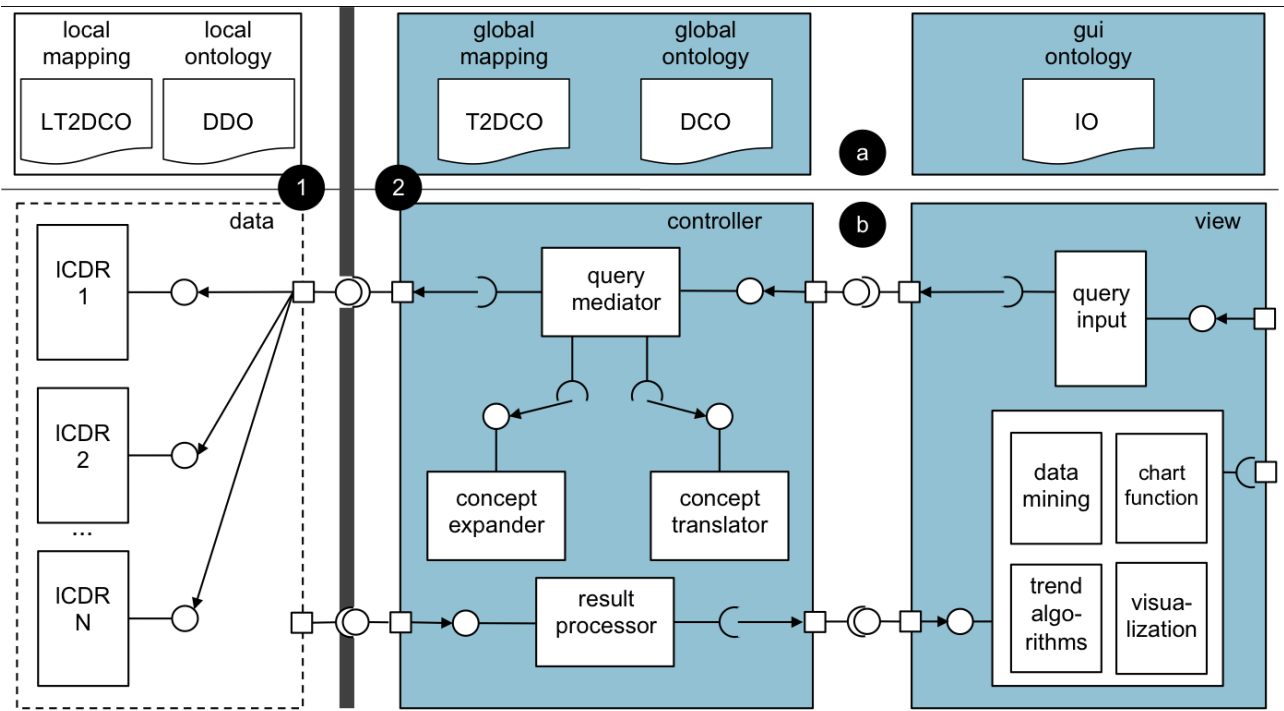 local
mapping
LT2DCO
local
ontology
DDO
global
mapping
T2DCO
global
ontology
DCO
gui
ontology
IO
a
1
2
b
data
ICDR
1
ICDR
2
...
ICDR
N
controller
query
mediator
concept
expander
concept
translator
result
processor
view
query
input
data
mining
chart
function
trend
algo-
rithms
visua-
lization